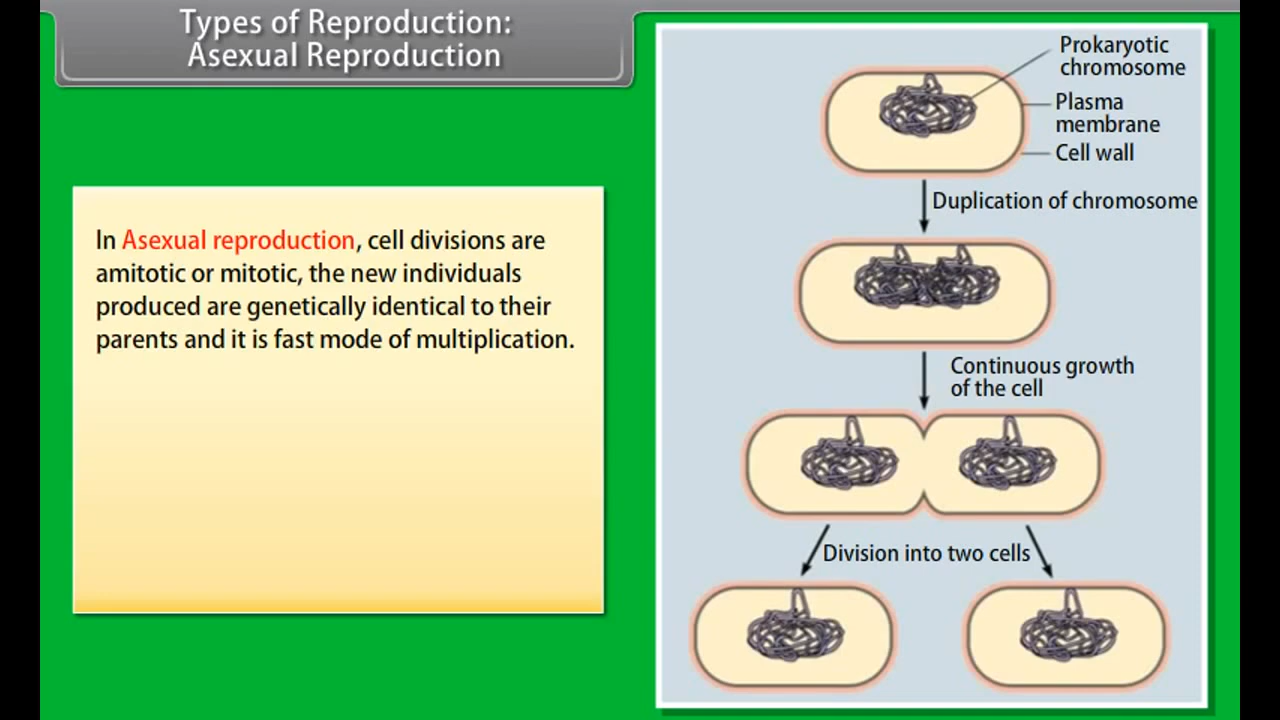 Types of Reproduction:
Asexual Reproduction
In Asexual reproduction, cell divisions are
amitotic or mitotic, the new individuals
produced are genetically identical to their
parents and it is fast mode of multiplication.
Prokaryotic
chromosome
Plasma
membrane
Cell wall
Duplication of chromosome
Continuous growth
of the cell
Division into two cells